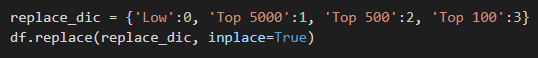 replace_dic = {'Low':0, 'Top 5000':1, 'Top 500':2, 'Top 100':3}
df.replace(replace_dic, inplace=True)